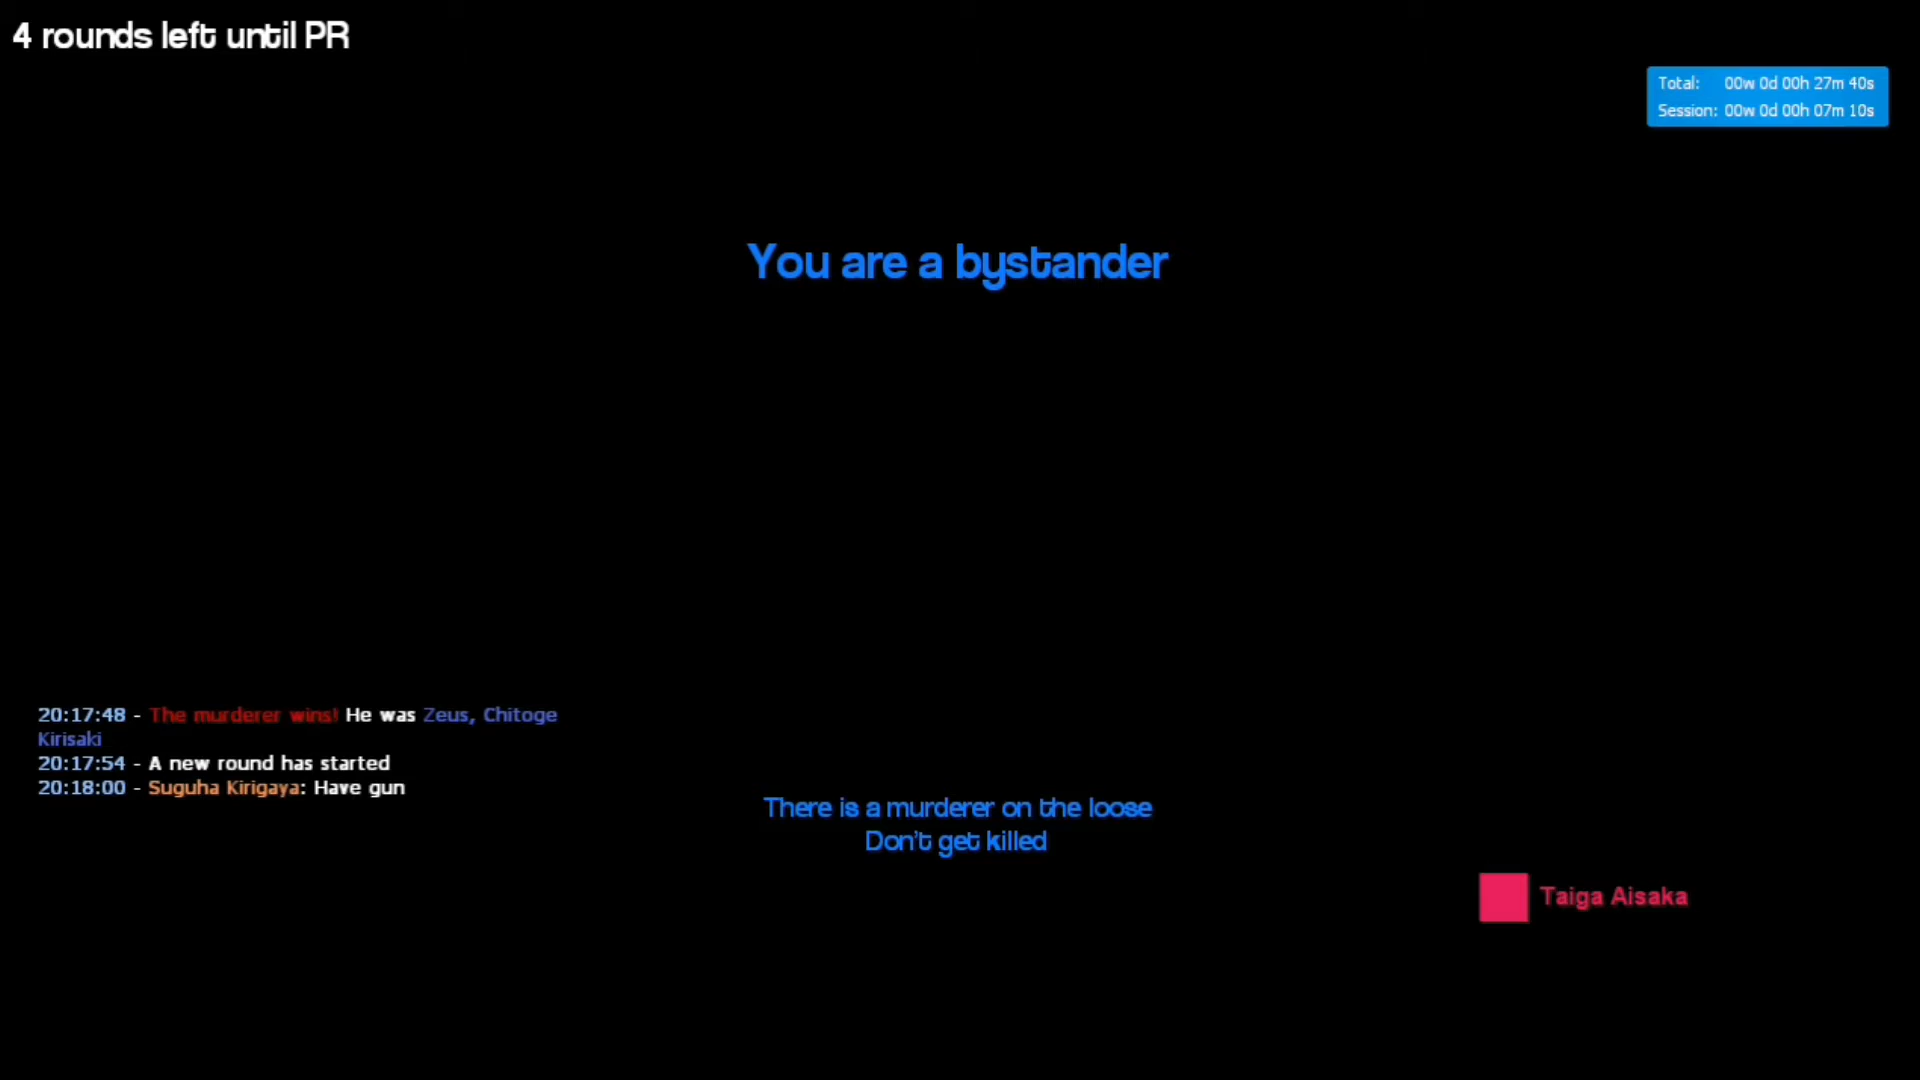 4 rounds left until PR
Total: 00w 0d 00h 27m 40s
Session: 00w 0d 00h 07m 10s
You are a bystander
20:17:48 - The murderer wins! He was Zeus, Chitoge
Kirisaki
20:17:54 - A new round has started
20:18:00 - Suguha Kirigaya: Have gun
There is a murderer on the loose
Don't get killed
Taiga Aisaka